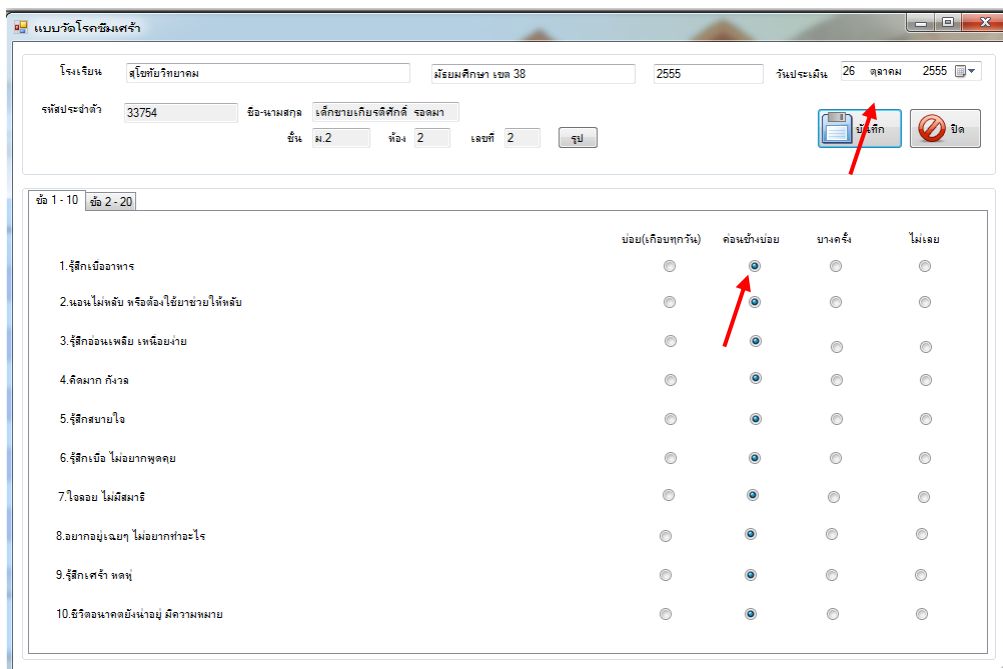 แบบวัดโรคซึมเศร้า
โรงเรียน สุโขทัยวิทยาคม มัธยมศึกษา เขต 38 2555 วันประเมิน 26 ตุลาคม 2555
รหัสประจำตัว 33754 ชื่อ-นามสกุล เด็กชายเกียรติศักดิ์ รอดมา
ชั้น ม.2 ห้อง 2 เลขที่ 2 รูป บันทึก ปิด
ข้อ 1 - 10 ข้อ 2 - 20
บ่อย(เกือบทุกวัน) ค่อนข้างบ่อย บางครั้ง ไม่เลย
1.รู้สึกเบื่ออาหาร
2.นอนไม่หลับ หรือต้องใช้ยาช่วยให้หลับ
3.รู้สึกอ่อนเพลีย เหนื่อยง่าย
4.คิดมาก กังวล
5.รู้สึกสบายใจ
6.รู้สึกเบื่อ ไม่อยากพูดคุย
7.ใจลอย ไม่มีสมาธิ
8.อยากอยู่เฉยๆ ไม่อยากทำอะไร
9.รู้สึกเศร้า หดหู่
10.ชีวิตอนาคตยังน่าอยู่ มีความหมาย